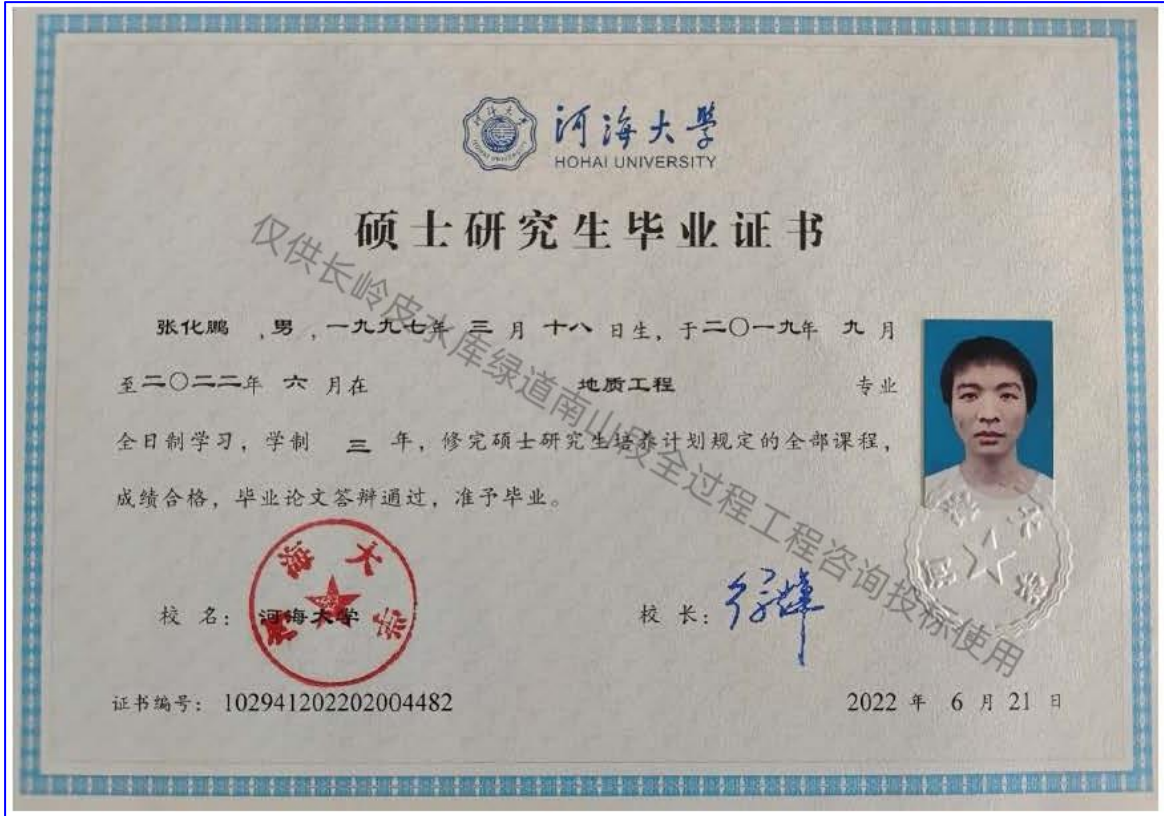 河海大學
HOHAI UNIVERSITY
硕士研究生毕业证书
张化鹏 ,男,一九九七年 三 月 十八 日生,于二〇一九年 九 月
至二〇二二年 六 月在 地质工程 专业
全日制学习,学制 三 年,修完硕士研究生培养计划规定的全部课程,
成绩合格,毕业论文答辩通过,准予毕业。
校 名: 河海大学
校 长:
证书编号: 102941202202004482
2022 年 6 月 21 日
仅供长岭皮水库绿道南山段全过程工程咨询投标使用